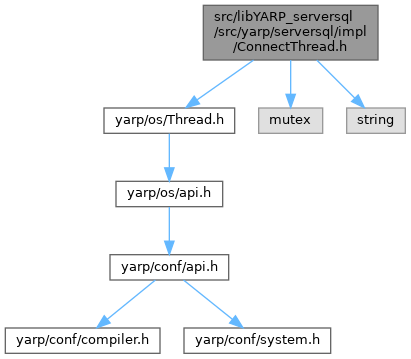 src/libYARP_serversql
/src/yarp/serversql/impl
/ConnectThread.h
yarp/os/Thread.h
mutex
string
yarp/os/api.h
yarp/conf/api.h
yarp/conf/compiler.h
yarp/conf/system.h